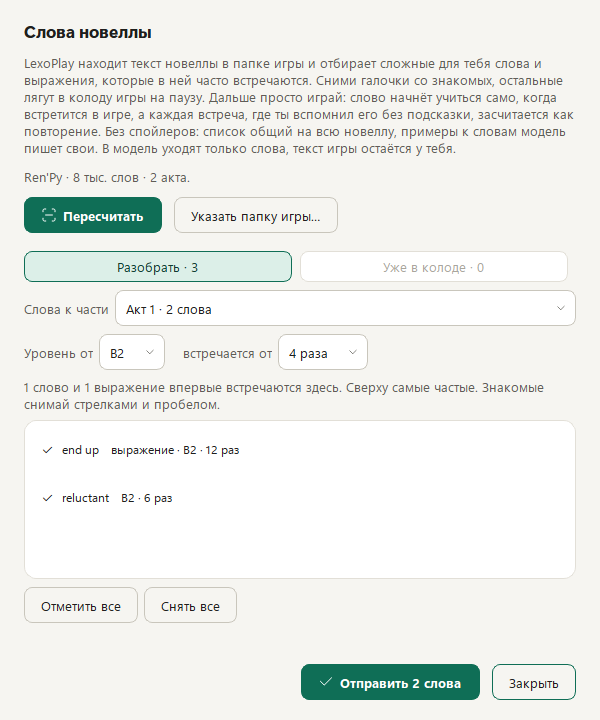 Слова новеллы
LexoPlay находит текст новеллы в папке игры и отбирает сложные для тебя слова и
выражения, которые в ней часто встречаются. Сними галочки со знакомых, остальные
лягут в колоду игры на паузу. Дальше просто играй: слово начнёт учиться само, когда
встретится в игре, а каждая встреча, где ты вспомнил его без подсказки, засчитается как
повторение. Без спойлеров: список общий на всю новеллу, примеры к словам модель
пишет свои. В модель уходят только слова, текст игры остаётся у тебя.
Ren'Py · 8 тыс. слов · 2 акта.
Пересчитать Указать папку игры...
Разобрать · 3 Уже в колоде · 0
Слова к части Акт 1 · 2 слова
Уровень от B2 встречается от 4 раза
1 слово и 1 выражение впервые встречаются здесь. Сверху самые частые. Знакомые
снимай стрелками и пробелом.
end up выражение · B2 · 12 раз
reluctant B2 · 6 раз
Отметить все Снять все
Отправить 2 слова Закрыть